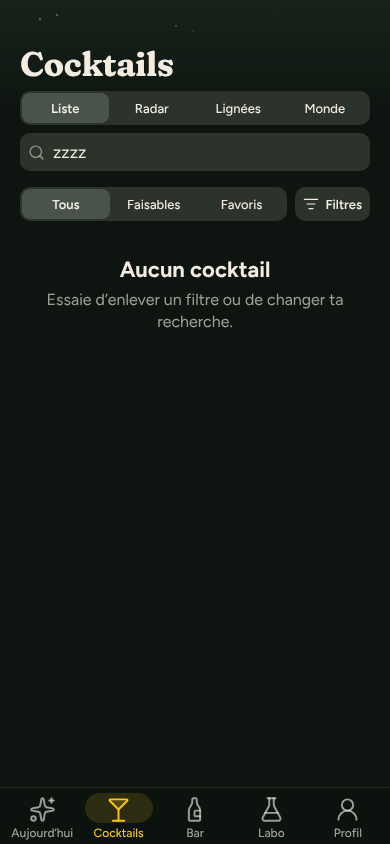 Cocktails
Liste Radar Lignées Monde
zzzz
Tous Faisables Favoris Filtres
Aucun cocktail
Essaie d’enlever un filtre ou de changer ta
recherche.
Aujourd’hui Cocktails Bar Labo Profil